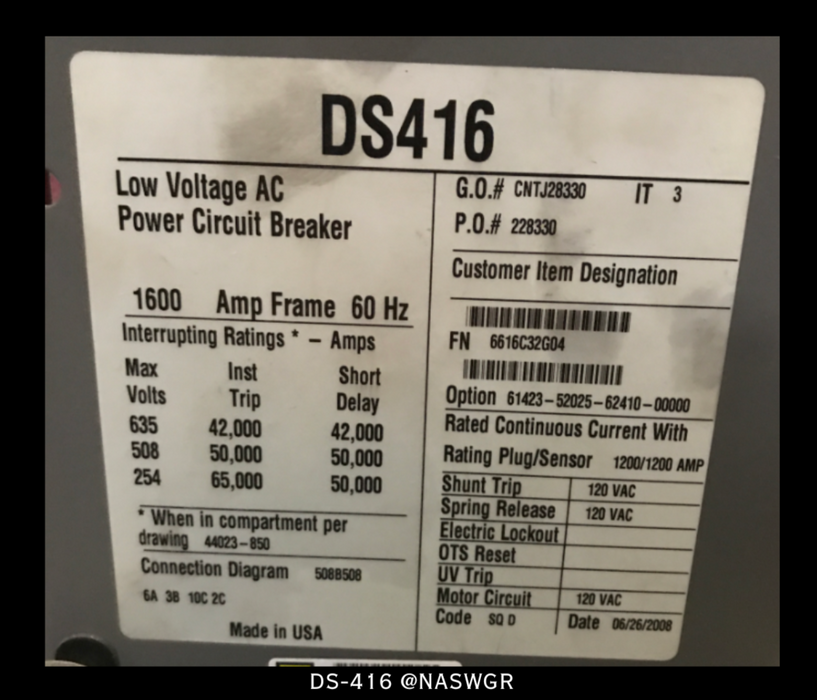 DS416
Low Voltage AC
Power Circuit Breaker
1600 Amp Frame 60 Hz
Interrupting Ratings * – Amps
Max Inst Short
Volts Trip Delay
635 42,000 42,000
508 50,000 50,000
254 65,000 50,000
* When in compartment per
drawing 44023-850
Connection Diagram 508B508
6A 3B 10C 2C
Made in USA
G.O.# CNTJ28330 IT 3
P.O.# 228330
Customer Item Designation
FN 6616C32G04
Option 61423-52025-62410-00000
Rated Continuous Current With
Rating Plug/Sensor 1200/1200 AMP
Shunt Trip 120 VAC
Spring Release 120 VAC
Electric Lockout
OTS Reset
UV Trip
Motor Circuit 120 VAC
Code SQ D Date 06/26/2008
DS-416 @NASWGR